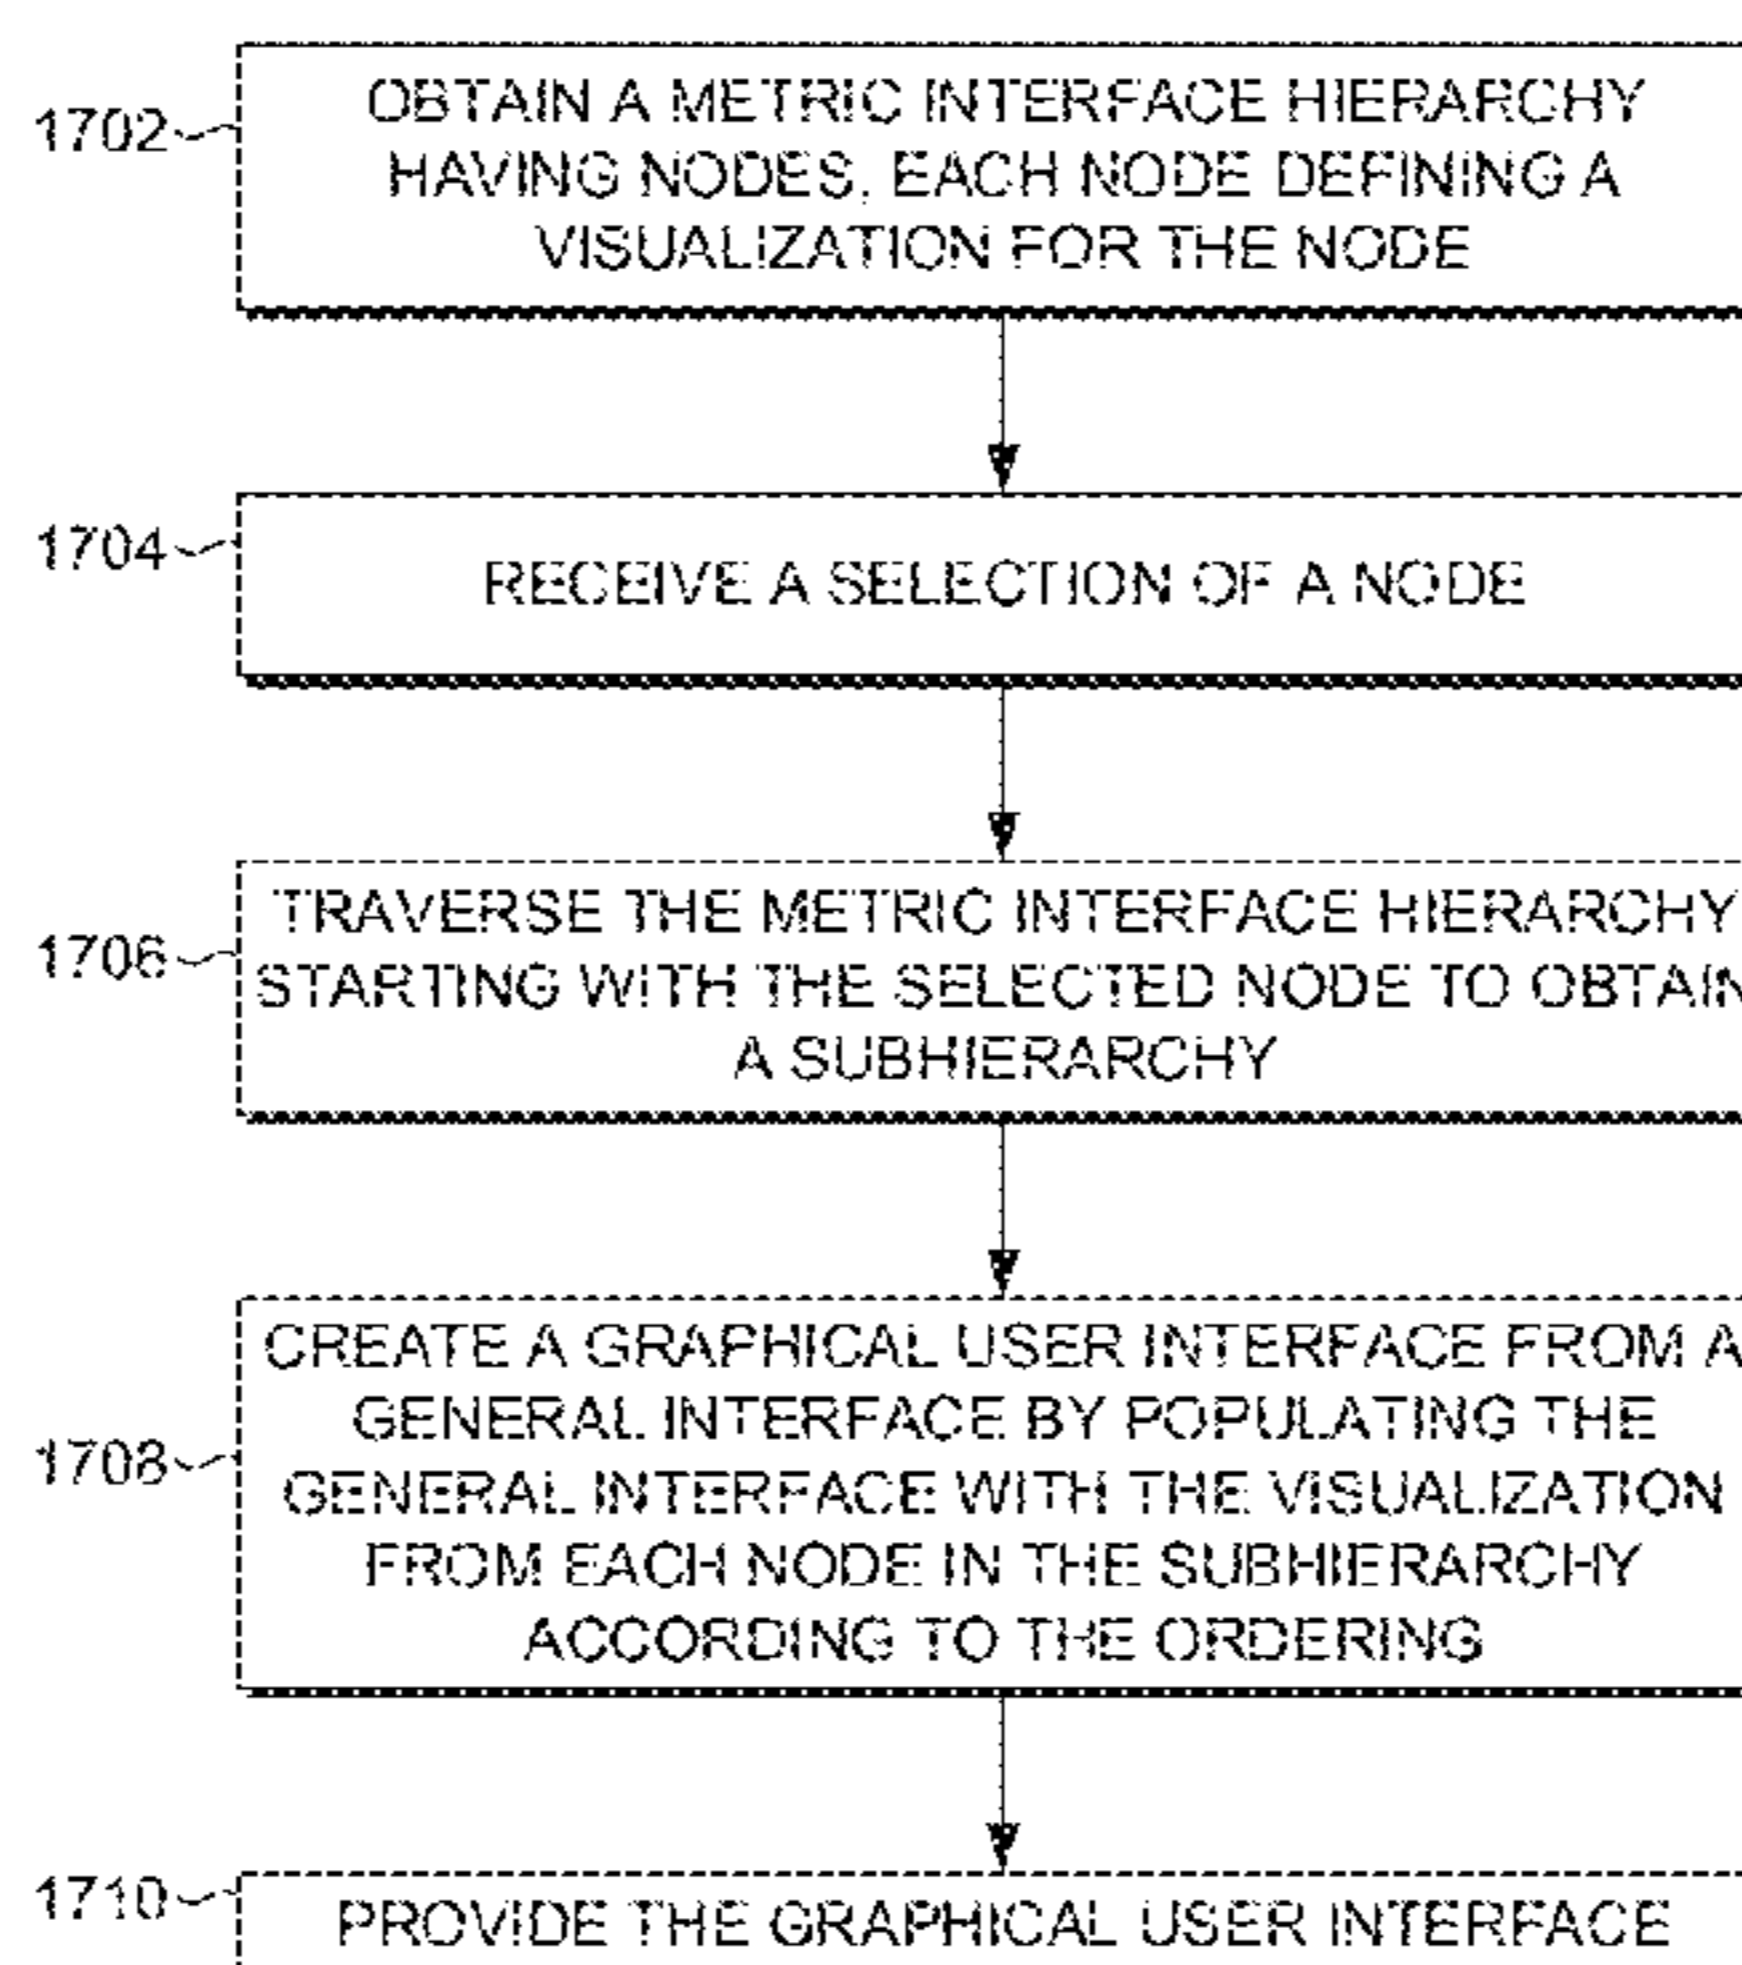 1702
OBTAIN A METRIC INTERFACE HIERARCHY
HAVING NODES, EACH NODE DEFINING A
VISUALIZATION FOR THE NODE
1704
RECEIVE A SELECTION OF A NODE
1706
TRAVERSE THE METRIC INTERFACE HIERARCHY
STARTING WITH THE SELECTED NODE TO OBTAIN
A SUBHIERARCHY
1708
CREATE A GRAPHICAL USER INTERFACE FROM A
GENERAL INTERFACE BY POPULATING THE
GENERAL INTERFACE WITH THE VISUALIZATION
FROM EACH NODE IN THE SUBHIERARCHY
ACCORDING TO THE ORDERING
1710
PROVIDE THE GRAPHICAL USER INTERFACE